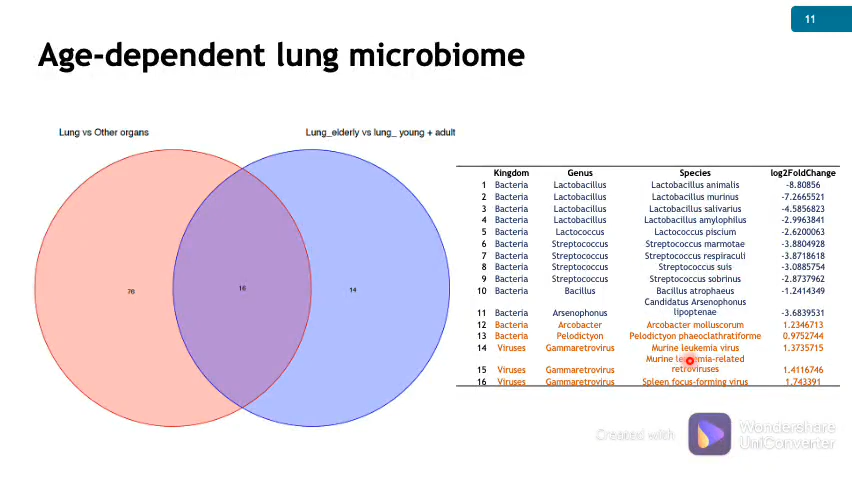 11
Age-dependent lung microbiome
Lung vs Other organs
Lung_elderly vs lung_ young + adult
76
16
14
Kingdom Genus Species log2FoldChange
1 Bacteria Lactobacillus Lactobacillus animalis -8.80856
2 Bacteria Lactobacillus Lactobacillus murinus -7.2665521
3 Bacteria Lactobacillus Lactobacillus salivarius -4.5856823
4 Bacteria Lactobacillus Lactobacillus amylophilus -2.9963841
5 Bacteria Lactococcus Lactococcus piscium -2.6200063
6 Bacteria Streptococcus Streptococcus marmotae -3.8804928
7 Bacteria Streptococcus Streptococcus respiraculi -3.8718618
8 Bacteria Streptococcus Streptococcus suis -3.0885754
9 Bacteria Streptococcus Streptococcus sobrinus -2.8737962
10 Bacteria Bacillus Bacillus atrophaeus -1.2414349
Candidatus Arsenophonus
11 Bacteria Arsenophonus lipoptenae -3.6839531
12 Bacteria Arcobacter Arcobacter molluscorum 1.2346713
13 Bacteria Pelodictyon Pelodictyon phaeoclathratiforme 0.9752744
14 Viruses Gammaretrovirus Murine leukemia virus 1.3735715
Murine leukemia-related
15 Viruses Gammaretrovirus retroviruses 1.4116746
16 Viruses Gammaretrovirus Spleen focus-forming virus 1.743391
Created with Wondershare
UniConverter